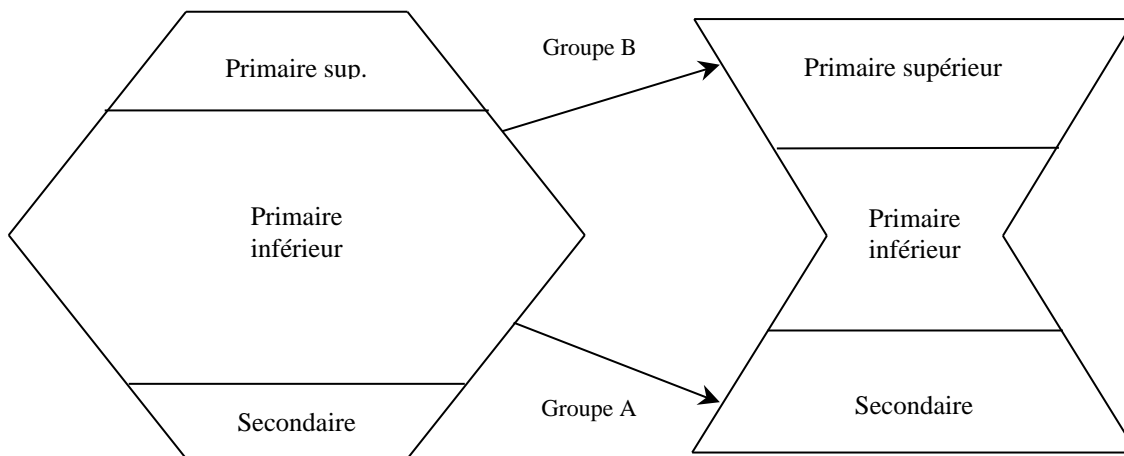 Primaire sup.
Primaire
inférieur
Secondaire
Groupe B
Groupe A
Primaire supérieur
Primaire
inférieur
Secondaire